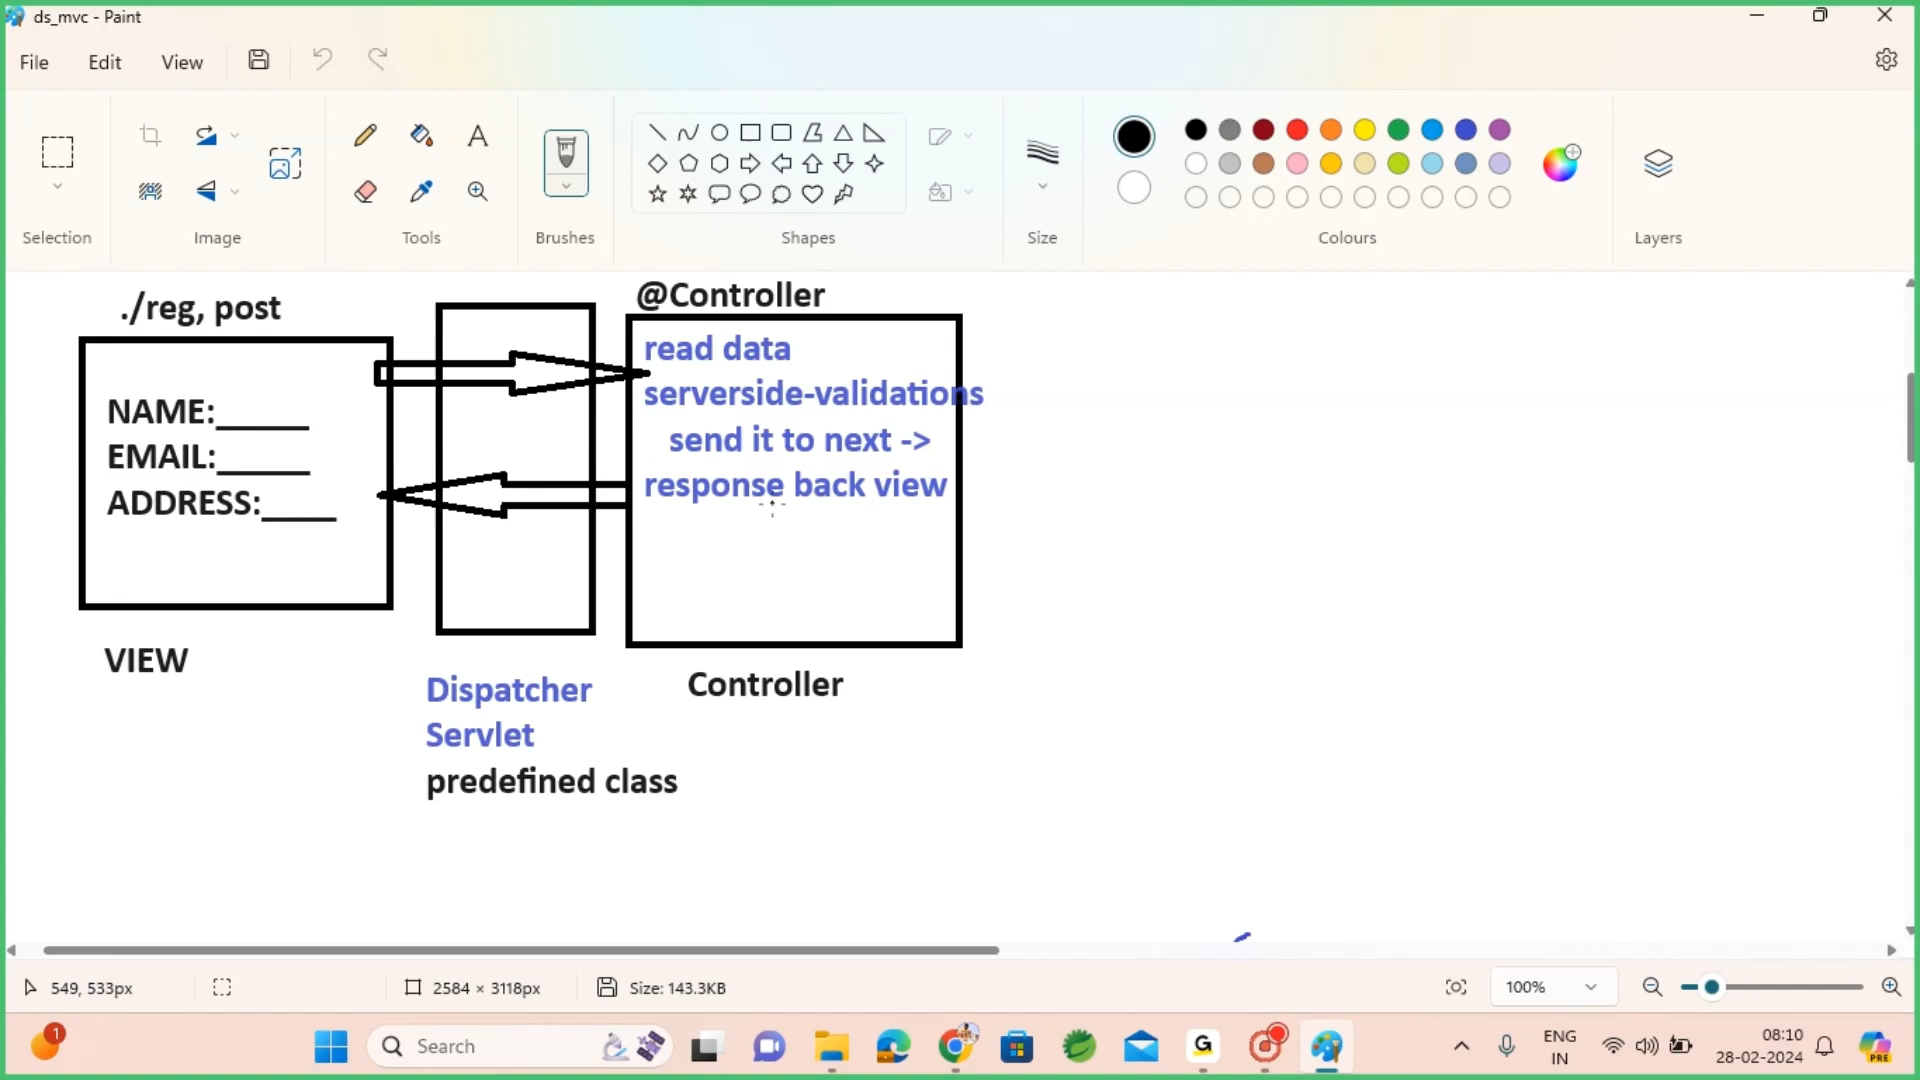 ds_mvc - Paint
File Edit View
Selection Image Tools Brushes Shapes Size Colours Layers
./reg, post
@Controller
read data
serverside-validations
send it to next ->
response back view
NAME:_____
EMAIL:_____
ADDRESS:____
VIEW
Dispatcher
Servlet
predefined class
Controller
549, 533px
2584 × 3118px
Size: 143.3KB
100%
1
Search
G
ENG
IN
08:10
28-02-2024
PRE